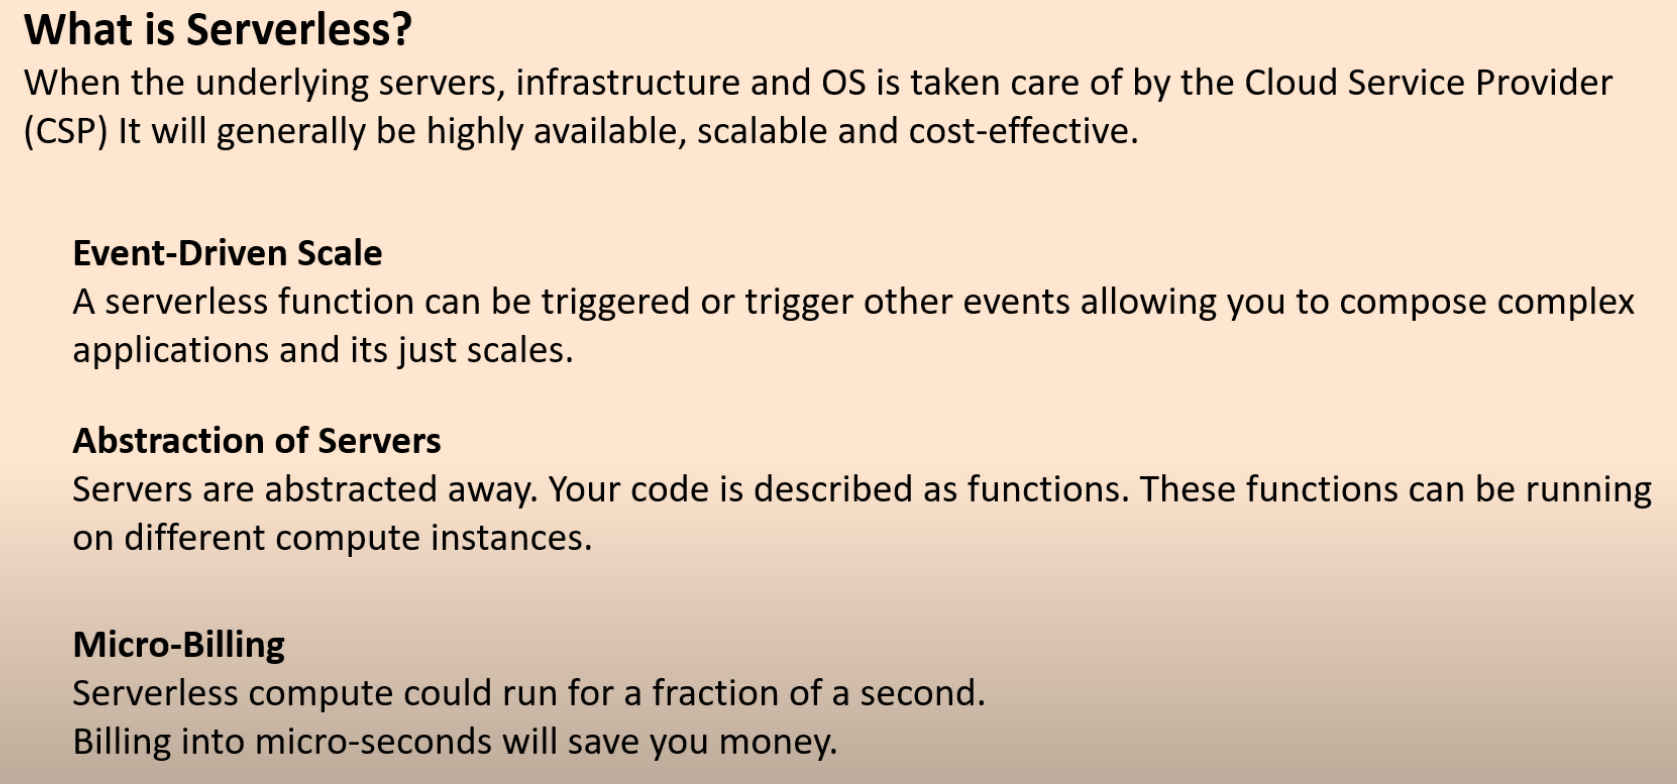 What is Serverless?
When the underlying servers, infrastructure and OS is taken care of by the Cloud Service Provider
(CSP) It will generally be highly available, scalable and cost-effective.
Event-Driven Scale
A serverless function can be triggered or trigger other events allowing you to compose complex
applications and its just scales.
Abstraction of Servers
Servers are abstracted away. Your code is described as functions. These functions can be running
on different compute instances.
Micro-Billing
Serverless compute could run for a fraction of a second.
Billing into micro-seconds will save you money.